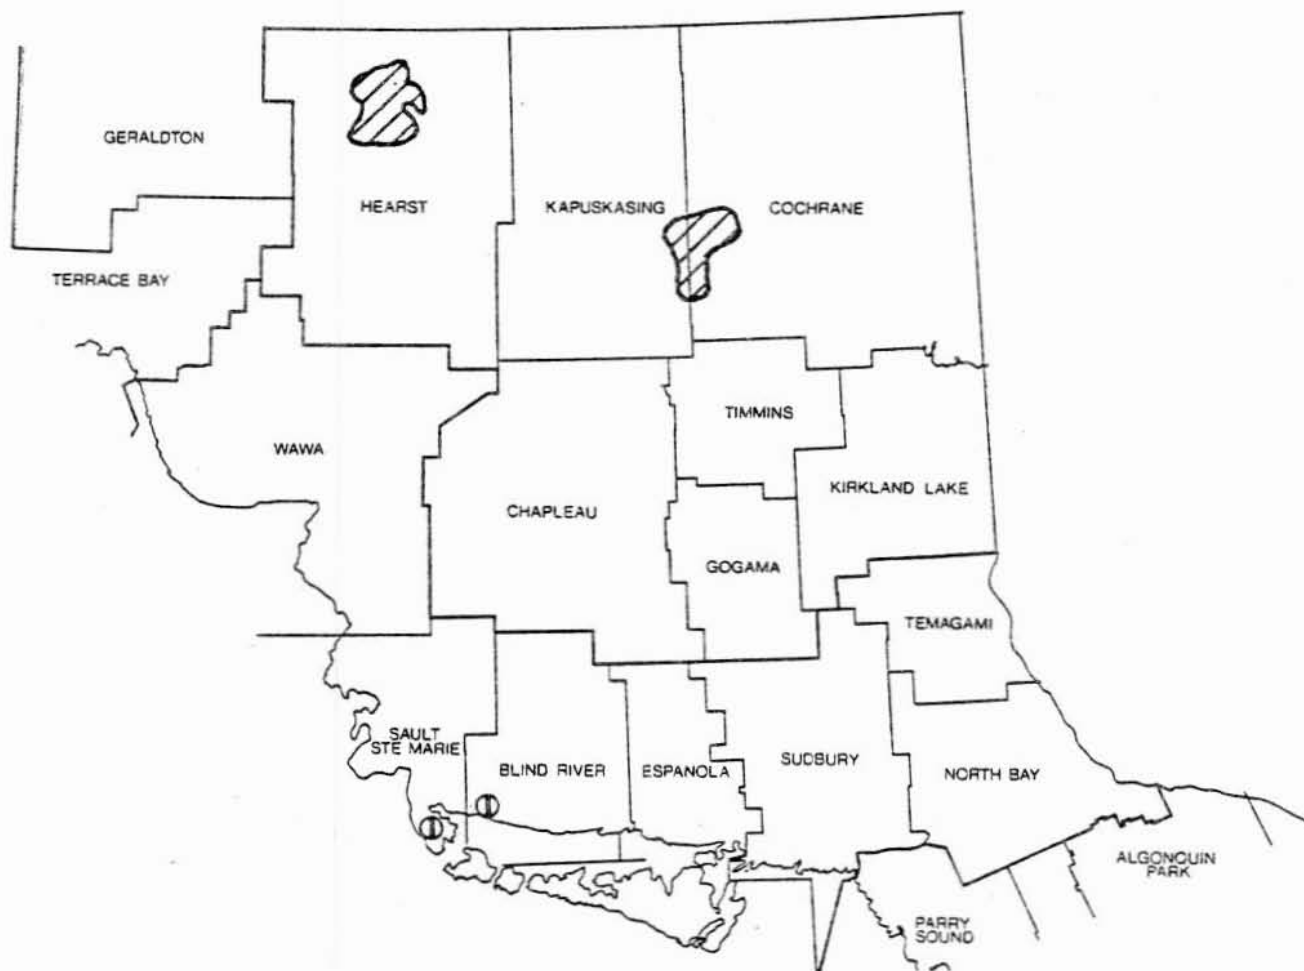 GERALDTON
HEARST
KAPUSKASING
COCHRANE
TERRACE BAY
TIMMINS
WAWA
KIRKLAND LAKE
CHAPLEAU
GOGAMA
TEMAGAMI
SAULT
STE MARIE
BLIND RIVER
ESPANOLA
SUDBURY
NORTH BAY
ALGONQUIN
PARK
PARRY
SOUND